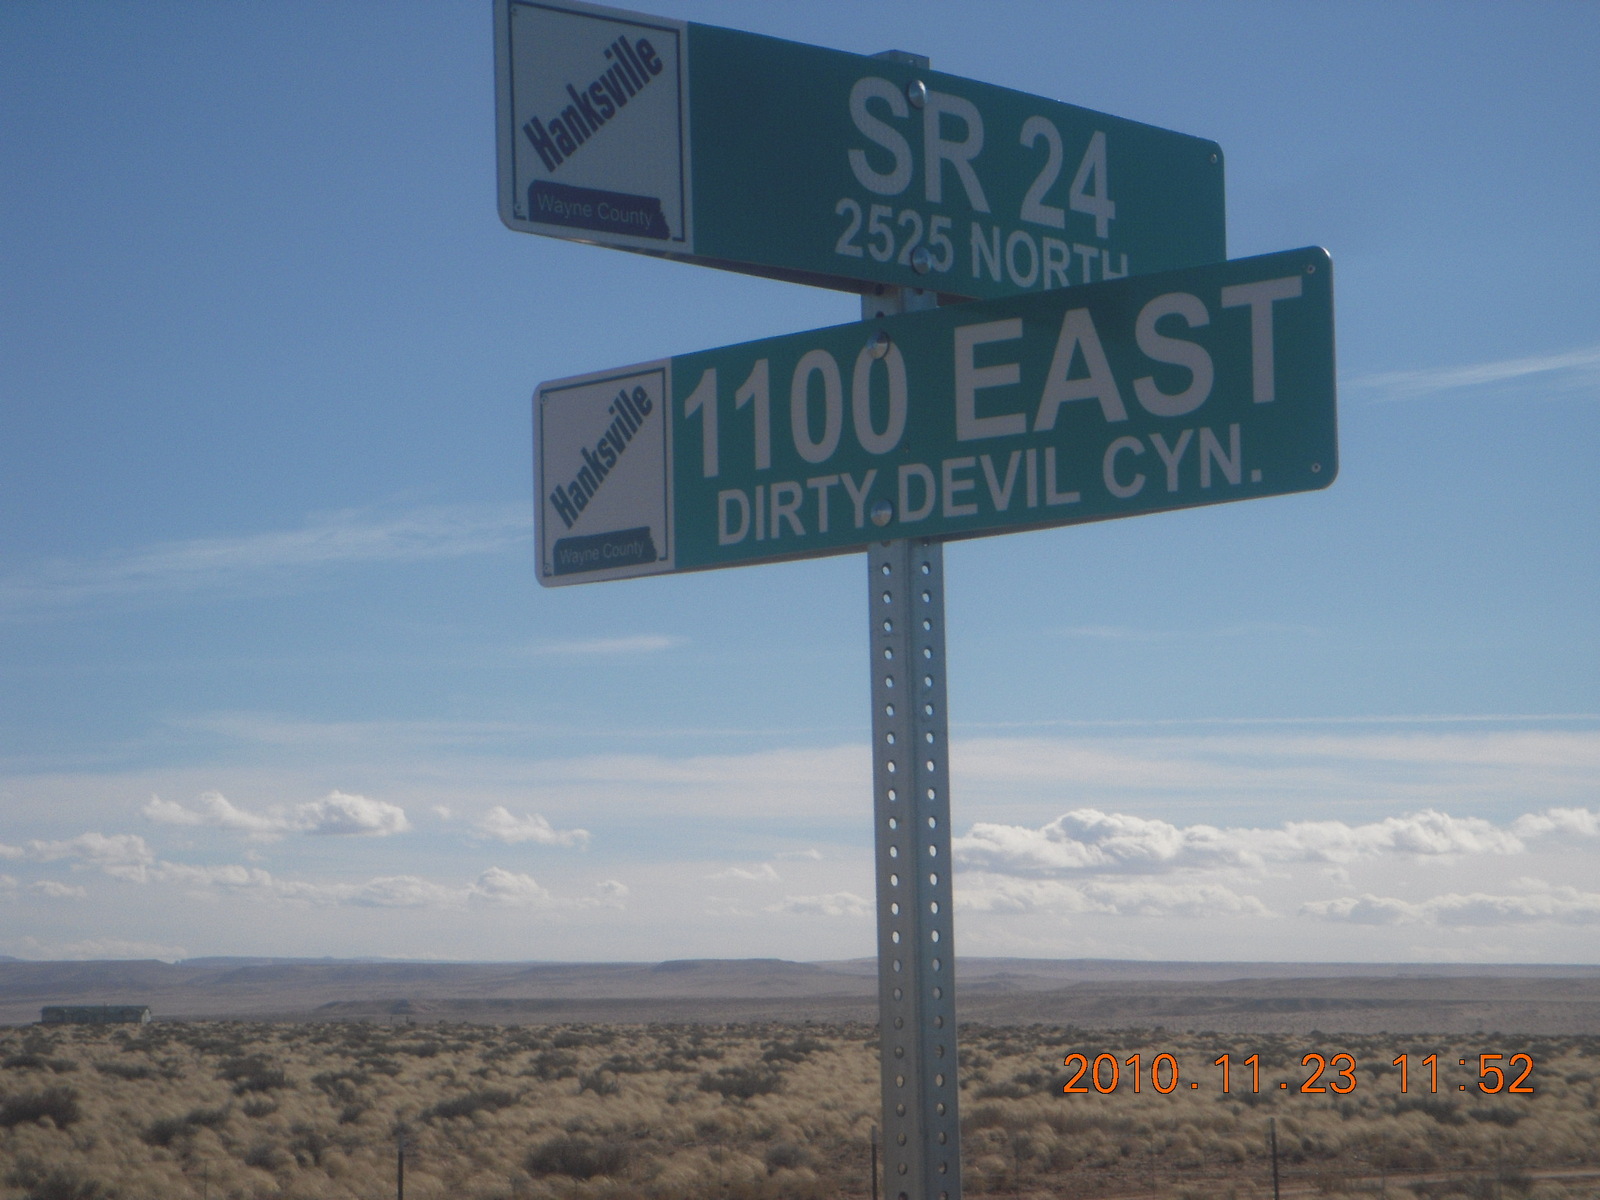 Hanksville
Wayne County
SR 24
2525 NORTH
Hanksville
Wayne County
1100 EAST
DIRTY DEVIL CYN.
2010.11.23 11:52